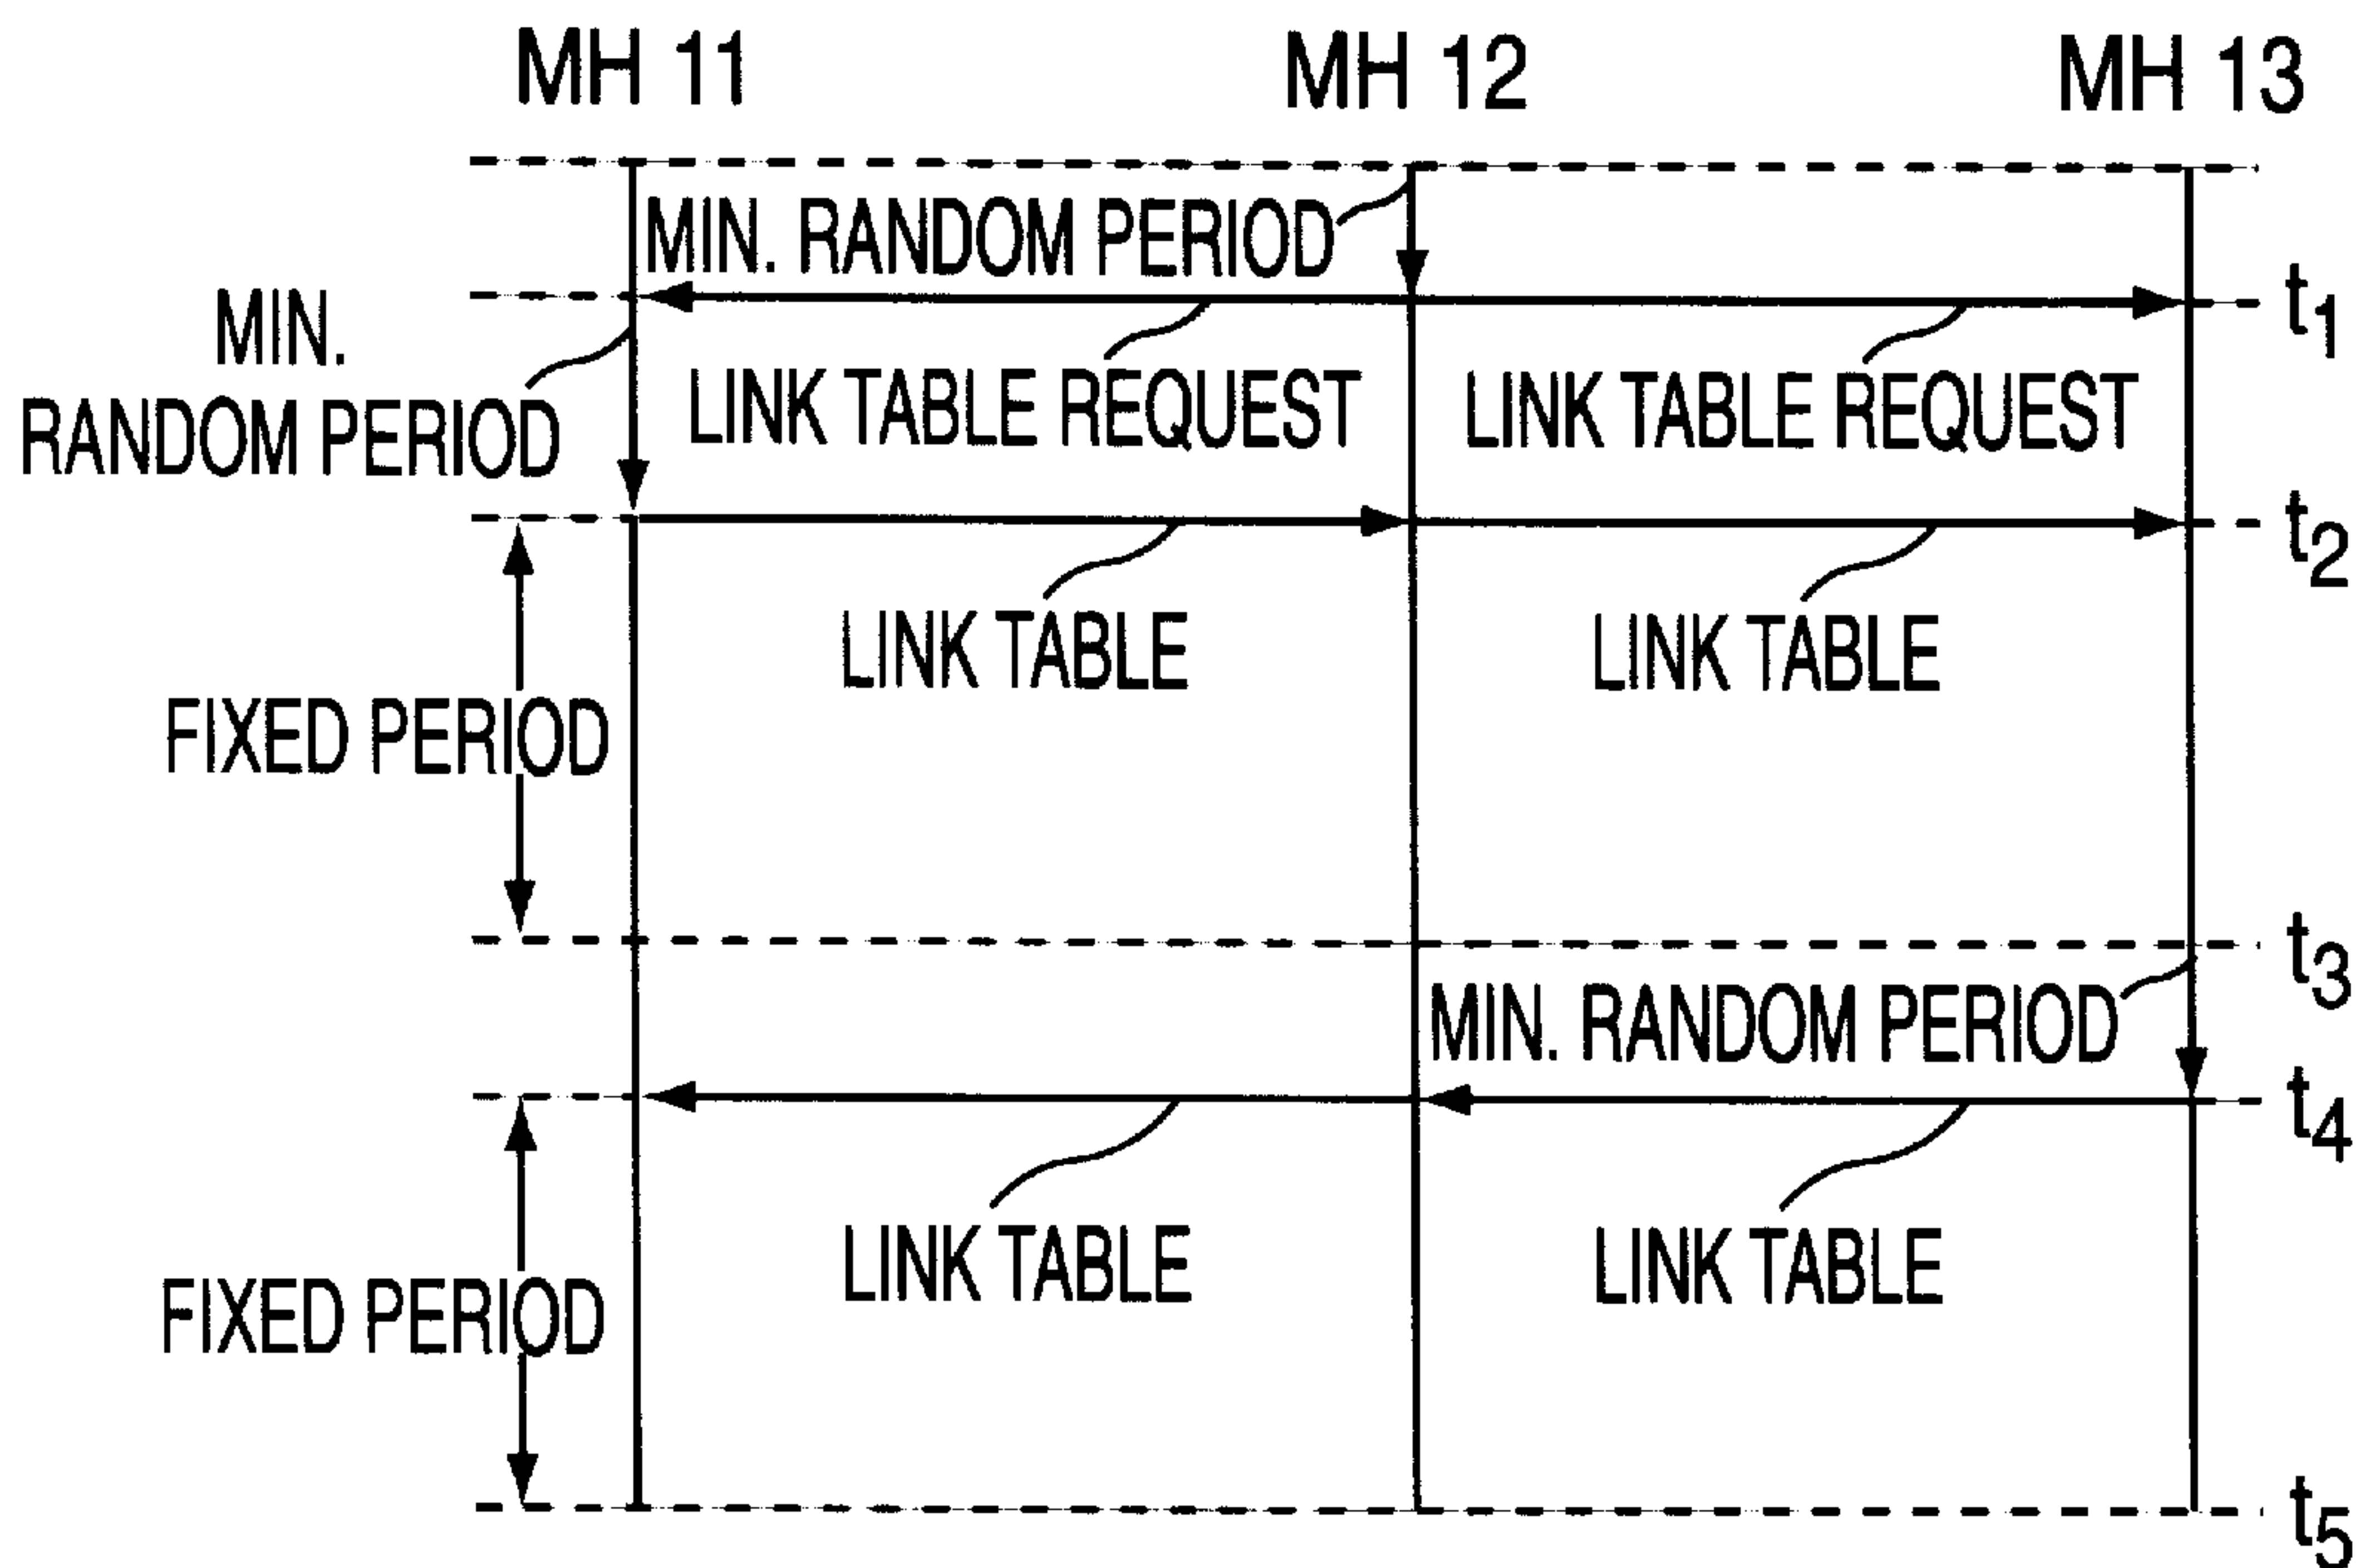 MH 11
MH 12
MH 13
MIN. RANDOM PERIOD
t1
MIN.
RANDOM PERIOD
LINK TABLE REQUEST
LINK TABLE REQUEST
t2
LINK TABLE
LINK TABLE
FIXED PERIOD
t3
MIN. RANDOM PERIOD
t4
LINK TABLE
LINK TABLE
FIXED PERIOD
t5